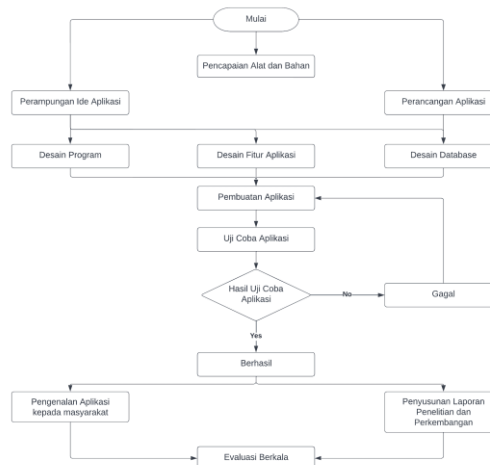 Mulai
Pencapaian Alat dan Bahan
Perampungan Ide Aplikasi
Perancangan Aplikasi
Desain Program
Desain Fitur Aplikasi
Desain Database
Pembuatan Aplikasi
Uji Coba Aplikasi
Hasil Uji Coba
Aplikasi
No
Gagal
Yes
Berhasil
Pengenalan Aplikasi
kepada masyarakat
Penyusunan Laporan
Penelitian dan
Perkembangan
Evaluasi Berkala